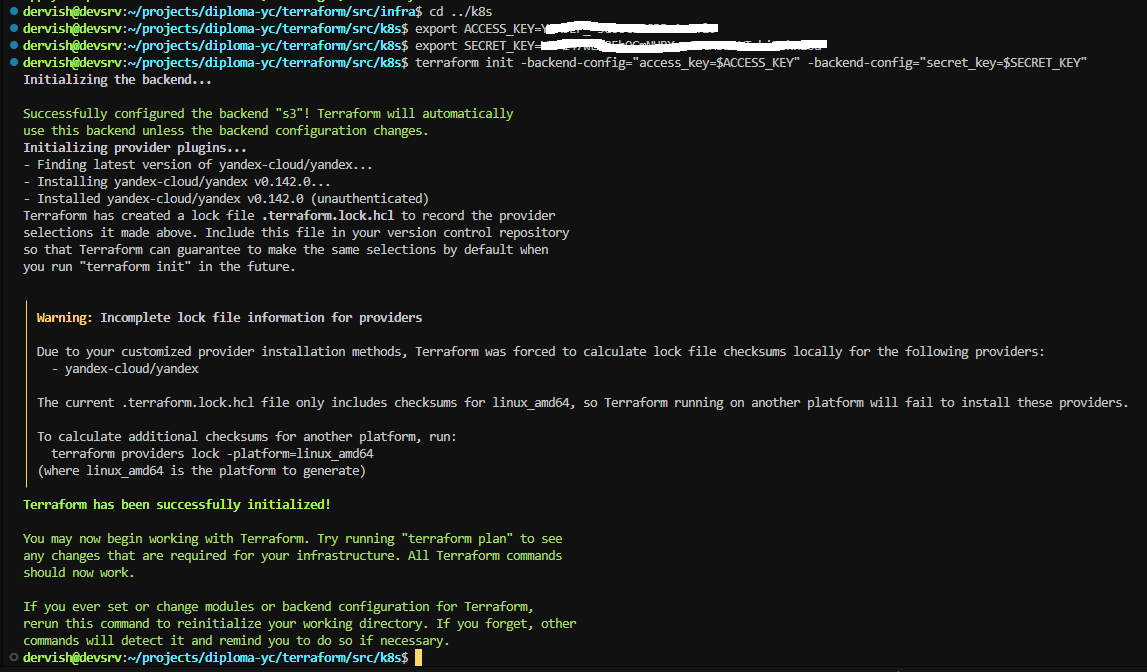 dervish@devsrv:~/projects/diploma-yc/terraform/src/infra$ cd ../k8s
dervish@devsrv:~/projects/diploma-yc/terraform/src/k8s$ export ACCESS_KEY=
dervish@devsrv:~/projects/diploma-yc/terraform/src/k8s$ export SECRET_KEY=
dervish@devsrv:~/projects/diploma-yc/terraform/src/k8s$ terraform init -backend-config="access_key=$ACCESS_KEY" -backend-config="secret_key=$SECRET_KEY"
Initializing the backend...
Successfully configured the backend "s3"! Terraform will automatically
use this backend unless the backend configuration changes.
Initializing provider plugins...
- Finding latest version of yandex-cloud/yandex...
- Installing yandex-cloud/yandex v0.142.0...
- Installed yandex-cloud/yandex v0.142.0 (unauthenticated)
Terraform has created a lock file .terraform.lock.hcl to record the provider
selections it made above. Include this file in your version control repository
so that Terraform can guarantee to make the same selections by default when
you run "terraform init" in the future.
Warning: Incomplete lock file information for providers
Due to your customized provider installation methods, Terraform was forced to calculate lock file checksums locally for the following providers:
- yandex-cloud/yandex
The current .terraform.lock.hcl file only includes checksums for linux_amd64, so Terraform running on another platform will fail to install these providers.
To calculate additional checksums for another platform, run:
terraform providers lock -platform=linux_amd64
(where linux_amd64 is the platform to generate)
Terraform has been successfully initialized!
You may now begin working with Terraform. Try running "terraform plan" to see
any changes that are required for your infrastructure. All Terraform commands
should now work.
If you ever set or change modules or backend configuration for Terraform,
rerun this command to reinitialize your working directory. If you forget, other
commands will detect it and remind you to do so if necessary.
dervish@devsrv:~/projects/diploma-yc/terraform/src/k8s$